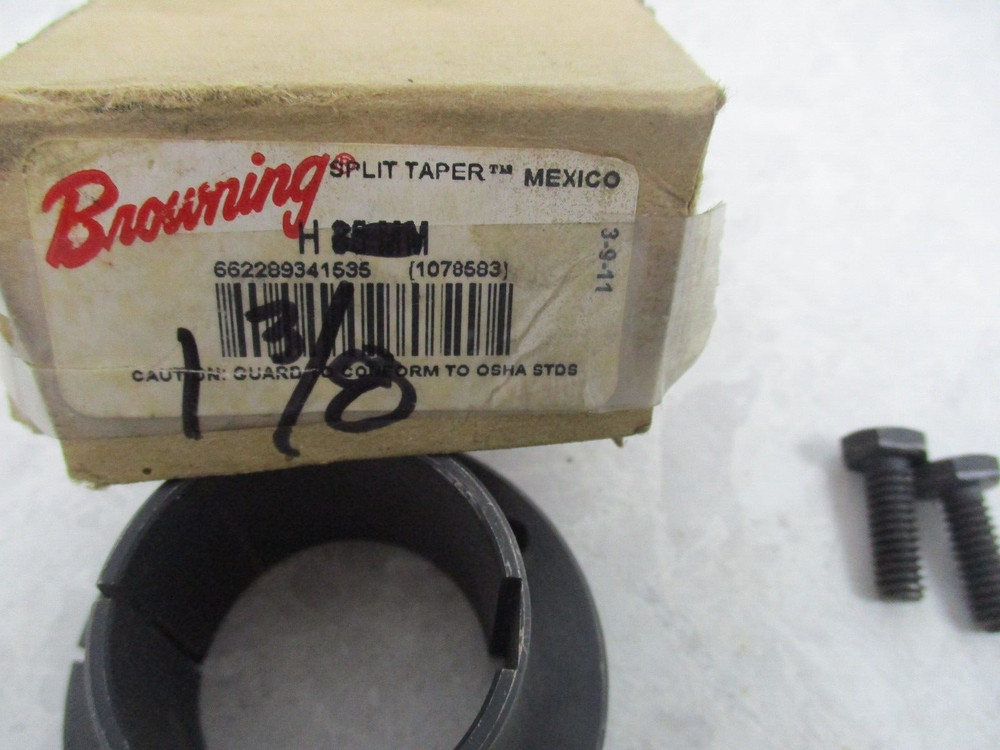 Browning® SPLIT TAPER™ MEXICO
H MM
662289341535 (1078583)
3-9-11
1 3/8
CAUTION: GUARD TO CONFORM TO OSHA STDS